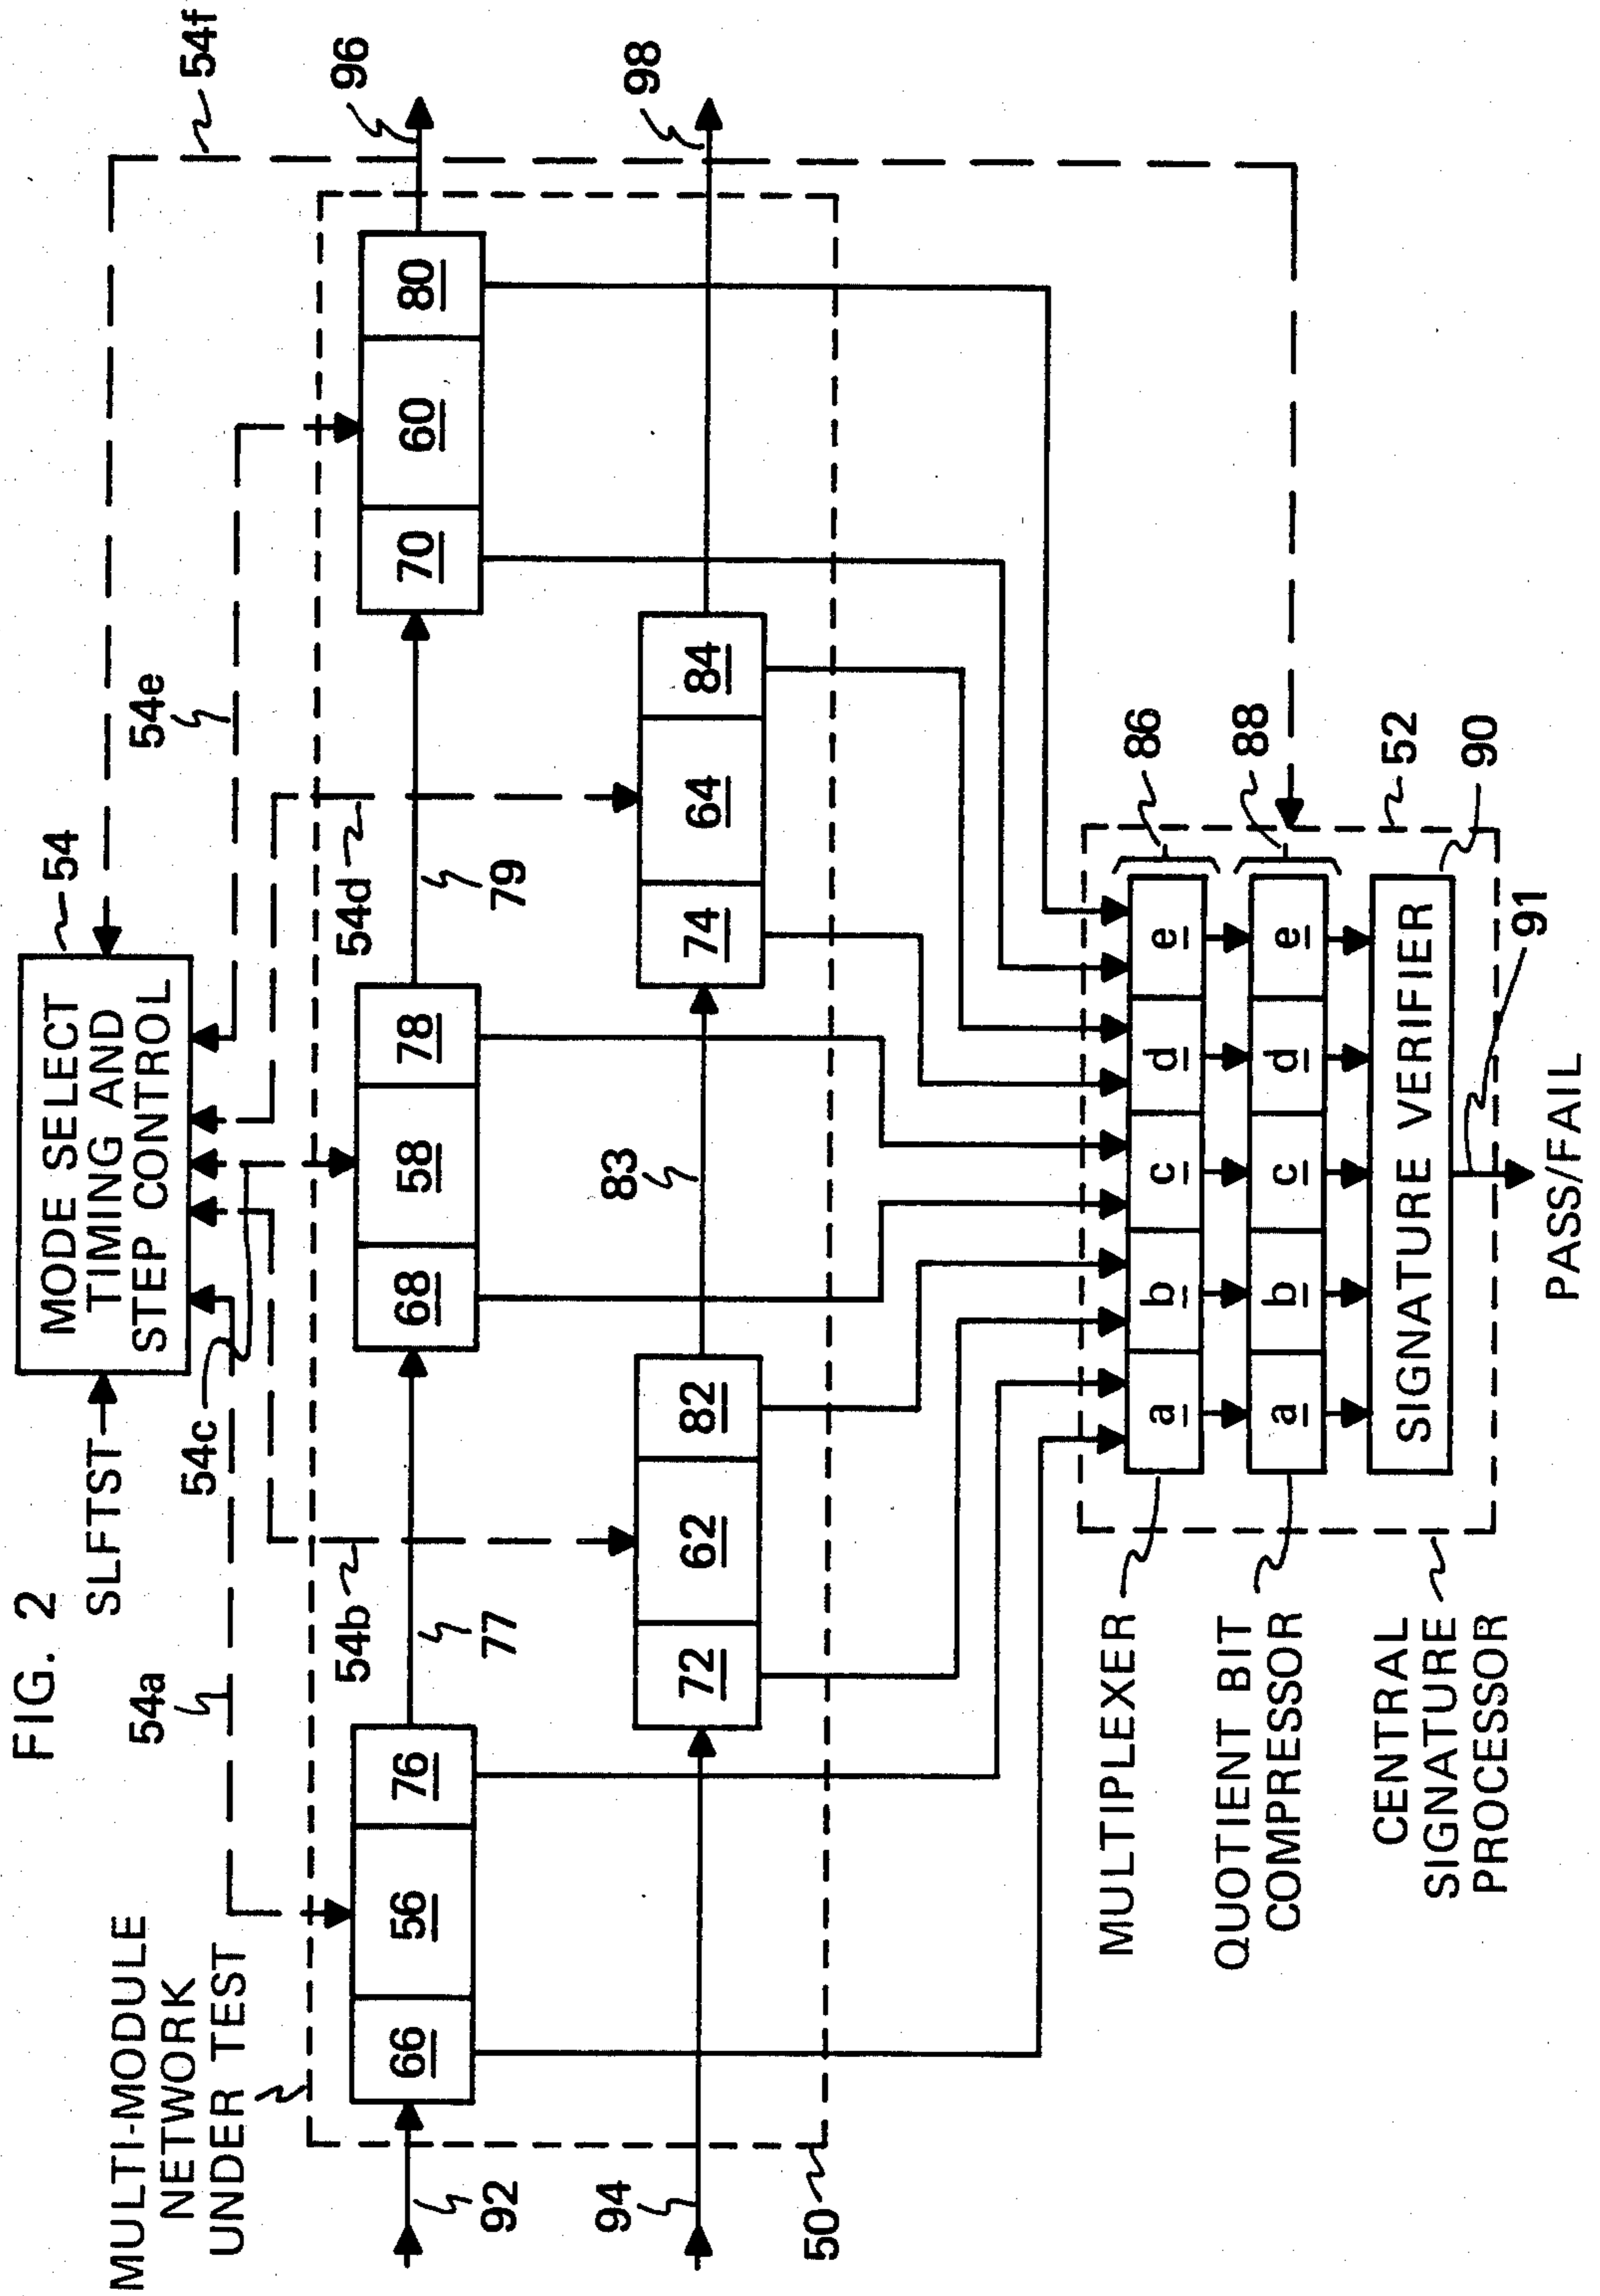 FIG. 2
SLFTST
MODE SELECT
TIMING AND
STEP CONTROL
54
54f
54a
54c
54e
MULTI-MODULE
NETWORK
UNDER TEST
54b
54d
92
66
56
76
77
68
58
78
79
70
60
80
96
94
72
62
82
83
74
64
84
98
50
MULTIPLEXER
a
b
c
d
e
86
QUOTIENT BIT
COMPRESSOR
a
b
c
d
e
88
CENTRAL
SIGNATURE
PROCESSOR
SIGNATURE VERIFIER
52
90
91
PASS/FAIL